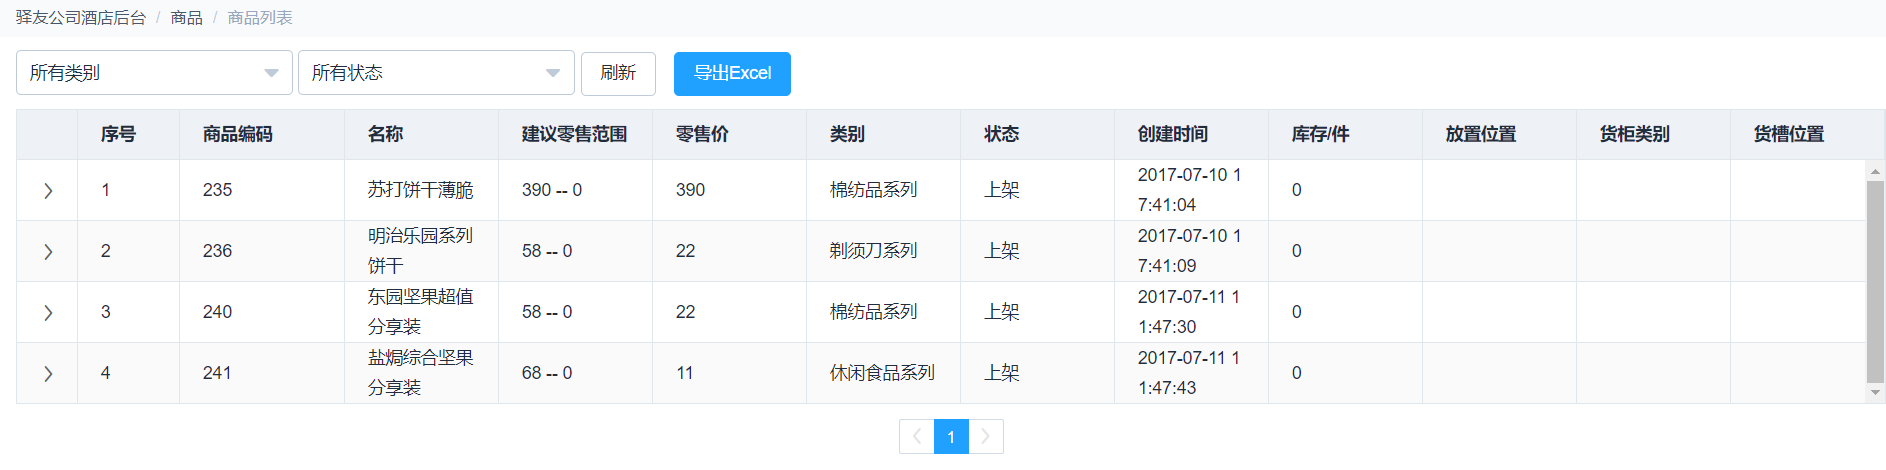 驿友公司酒店后台 / 商品 / 商品列表
所有类别 所有状态 刷新 导出Excel
序号 商品编码 名称 建议零售范围 零售价 类别 状态 创建时间 库存/件 放置位置 货柜类别 货槽位置
1 235 苏打饼干薄脆 390 -- 0 390 棉纺品系列 上架 2017-07-10 1
7:41:04 0
2 236 明治乐园系列
饼干 58 -- 0 22 剃须刀系列 上架 2017-07-10 1
7:41:09 0
3 240 东园坚果超值
分享装 58 -- 0 22 棉纺品系列 上架 2017-07-11 1
1:47:30 0
4 241 盐焗综合坚果
分享装 68 -- 0 11 休闲食品系列 上架 2017-07-11 1
1:47:43 0
1